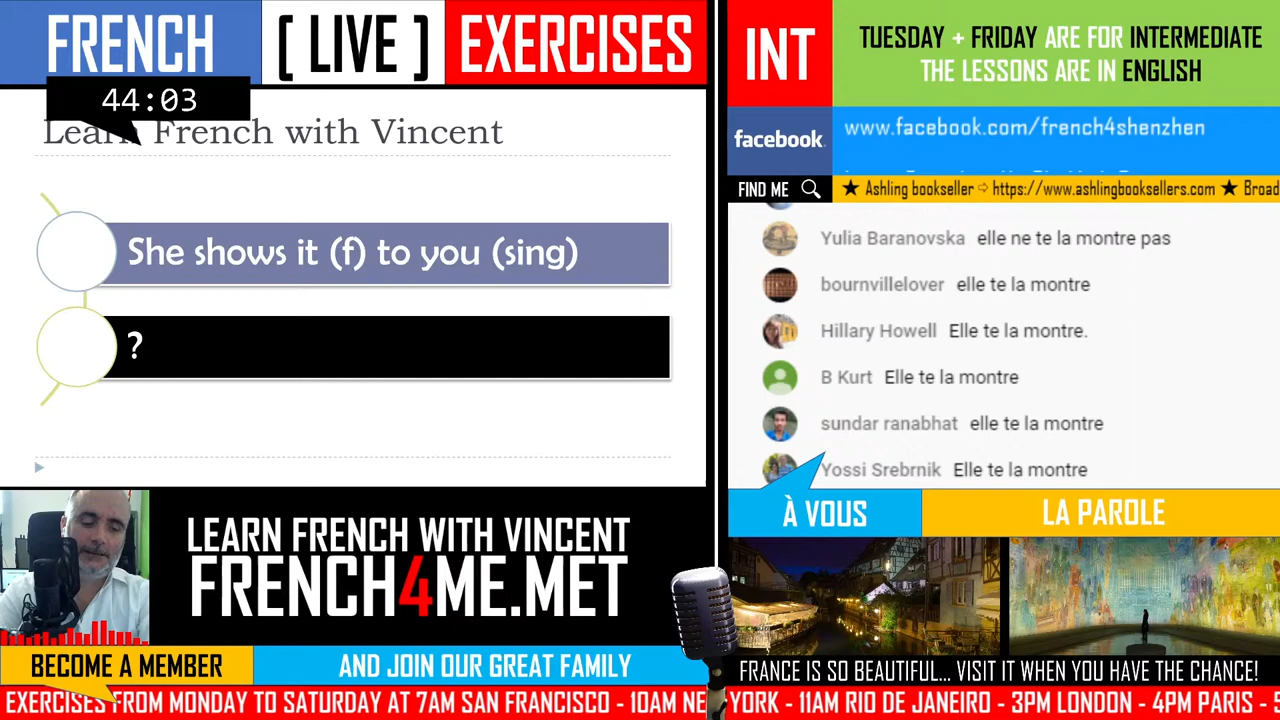 FRENCH [ LIVE ] EXERCISES
44:03
Learn French with Vincent
She shows it (f) to you (sing)
?
LEARN FRENCH WITH VINCENT
FRENCH4ME.MET
BECOME A MEMBER AND JOIN OUR GREAT FAMILY
INT
TUESDAY + FRIDAY ARE FOR INTERMEDIATE
THE LESSONS ARE IN ENGLISH
facebook.
www.facebook.com/french4shenzhen
FIND ME
★ Ashling bookseller ⇨ https://www.ashlingbooksellers.com ★ Broad
Yulia Baranovska elle ne te la montre pas
bournvillelover elle te la montre
Hillary Howell Elle te la montre.
B Kurt Elle te la montre
sundar ranabhat elle te la montre
Yossi Srebrnik Elle te la montre
À VOUS LA PAROLE
FRANCE IS SO BEAUTIFUL... VISIT IT WHEN YOU HAVE THE CHANCE!
EXERCISES FROM MONDAY TO SATURDAY AT 7AM SAN FRANCISCO - 10AM NE YORK - 11AM RIO DE JANEIRO - 3PM LONDON - 4PM PARIS - 5